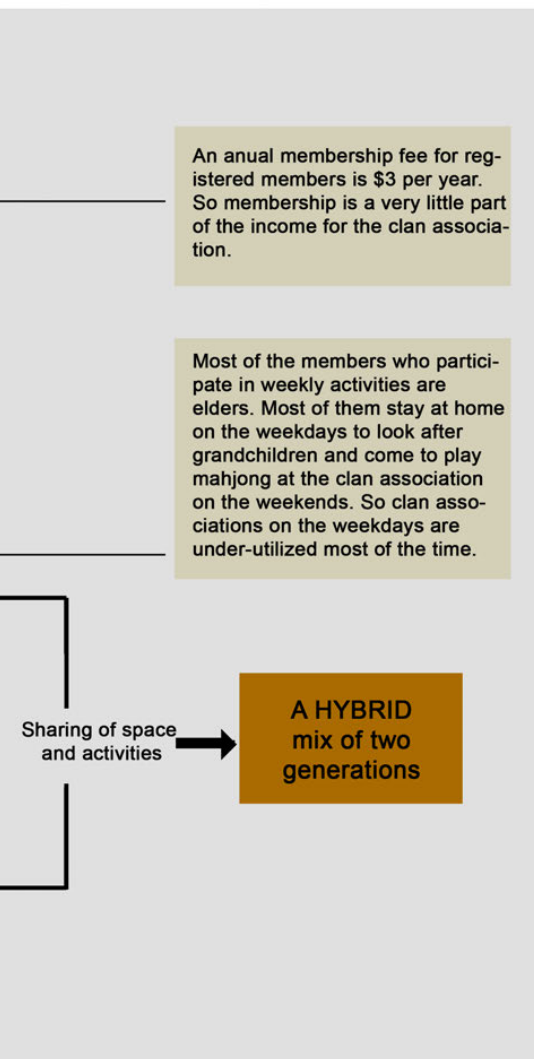 An anual membership fee for reg-
istered members is $3 per year.
So membership is a very little part
of the income for the clan associa-
tion.
Most of the members who partici-
pate in weekly activities are
elders. Most of them stay at home
on the weekdays to look after
grandchildren and come to play
mahjong at the clan association
on the weekends. So clan asso-
ciations on the weekdays are
under-utilized most of the time.
Sharing of space
and activities
A HYBRID
mix of two
generations